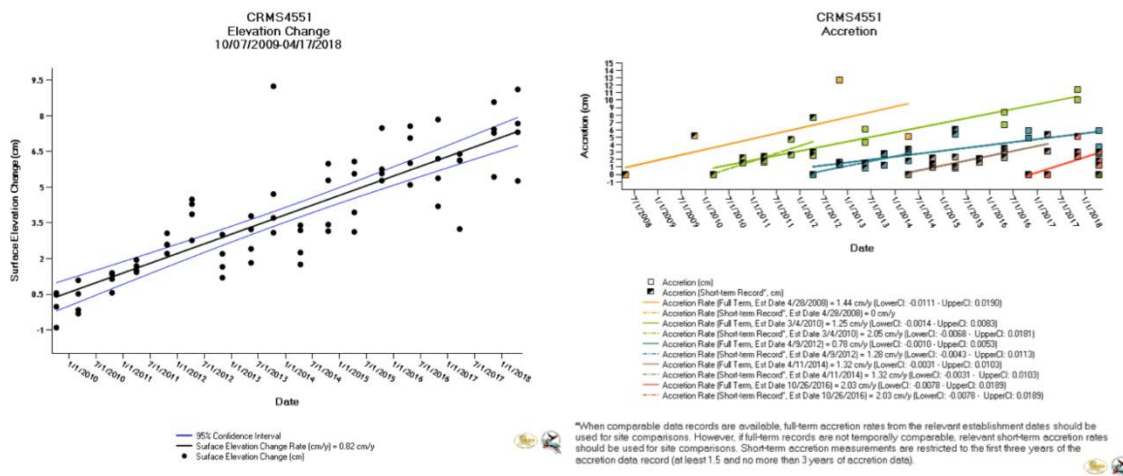 CRMS4551
Elevation Change
10/07/2009-04/17/2018
9.5
8
6.5
5
3.5
2
0.5
-1
Surface Elevation Change (cm)
1/1/2010
7/1/2010
1/1/2011
7/1/2011
1/1/2012
7/1/2012
1/1/2013
7/1/2013
1/1/2014
7/1/2014
1/1/2015
7/1/2015
1/1/2016
7/1/2016
1/1/2017
7/1/2017
1/1/2018
Date
95% Confidence Interval
Surface Elevation Change Rate (cm/y) = 0.82 cm/y
Surface Elevation Change (cm)
CRMS4551
Accretion
15
14
13
12
11
10
9
8
7
6
5
4
3
2
1
0
-1
Accretion (cm)
7/1/2008
1/1/2009
7/1/2009
1/1/2010
7/1/2010
1/1/2011
7/1/2011
1/1/2012
7/1/2012
1/1/2013
7/1/2013
1/1/2014
7/1/2014
1/1/2015
7/1/2015
1/1/2016
7/1/2016
1/1/2017
7/1/2017
1/1/2018
Date
Accretion (cm)
Accretion (Short-term Record*, cm)
Accretion Rate (Full Term, Est Date 4/28/2008) = 1.44 cm/y (LowerCI: -0.0111 - UpperCI: 0.0190)
Accretion Rate (Short-term Record*, Est Date 4/28/2008) = 0 cm/y
Accretion Rate (Full Term, Est Date 3/4/2010) = 1.25 cm/y (LowerCI: -0.0014 - UpperCI: 0.0083)
Accretion Rate (Short-term Record*, Est Date 3/4/2010) = 2.05 cm/y (LowerCI: -0.0068 - UpperCI: 0.0181)
Accretion Rate (Full Term, Est Date 4/9/2012) = 0.78 cm/y (LowerCI: -0.0010 - UpperCI: 0.0053)
Accretion Rate (Short-term Record*, Est Date 4/9/2012) = 1.28 cm/y (LowerCI: -0.0043 - UpperCI: 0.0113)
Accretion Rate (Full Term, Est Date 4/11/2014) = 1.32 cm/y (LowerCI: -0.0031 - UpperCI: 0.0103)
Accretion Rate (Short-term Record*, Est Date 4/11/2014) = 1.32 cm/y (LowerCI: -0.0031 - UpperCI: 0.0103)
Accretion Rate (Full Term, Est Date 10/26/2016) = 2.03 cm/y (LowerCI: -0.0078 - UpperCI: 0.0189)
Accretion Rate (Short-term Record*, Est Date 10/26/2016) = 2.03 cm/y (LowerCI: -0.0078 - UpperCI: 0.0189)
*When comparable data records are available, full-term accretion rates from the relevant establishment dates should be
used for site comparisons. However, if full-term records are not temporally comparable, relevant short-term accretion rates
should be used for site comparisons. Short-term accretion measurements are restricted to the first three years of the
accretion data record (at least 1.5 and no more than 3 years of accretion data).